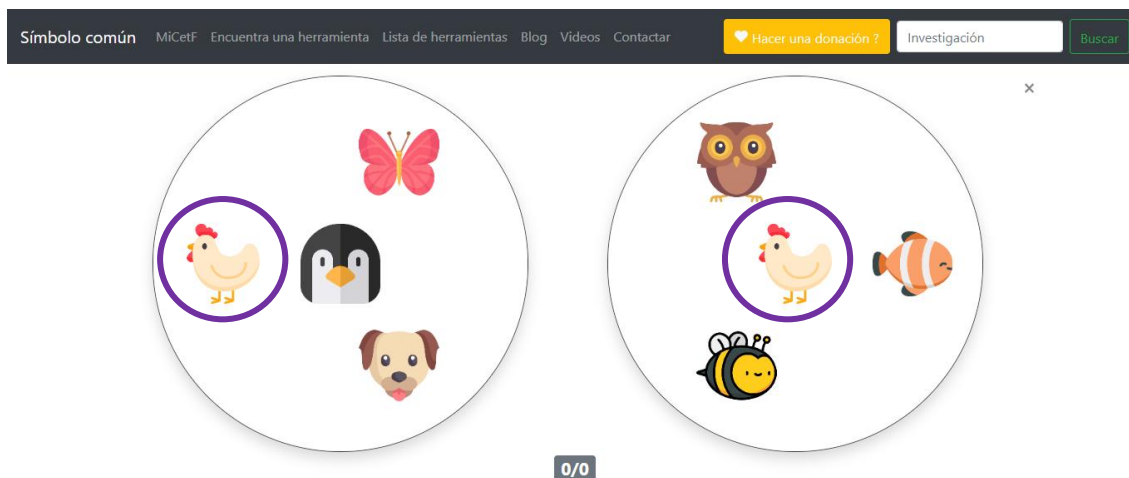 Símbolo común MiCetF Encuentra una herramienta Lista de herramientas Blog Videos Contactar Hacer una donación ? Investigación Buscar
×
0/0